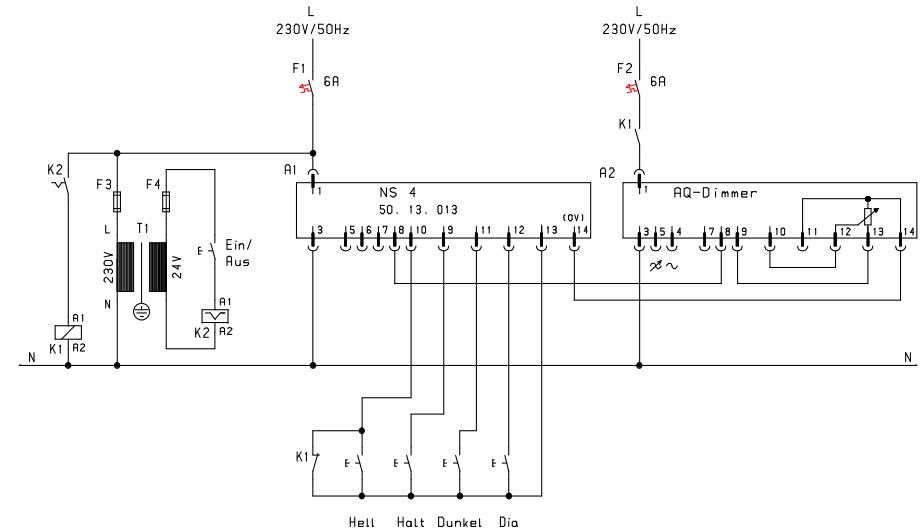 L
230V/50Hz
L
230V/50Hz
F1
6A
F2
6A
K1
K2
F3
F4
A1
1
NS 4
50. 13. 013
(0V)
3 5 6 7 8 10 9 11 12 13 14
A2
1
AQ-Dimmer
3 5 4 7 8 9 10 11 12 13 14
L
T1
230V
24V
N
Ein/
Aus
A1
K2 A2
A1
K1 A2
N
N
K1
Hell Halt Dunkel Dia